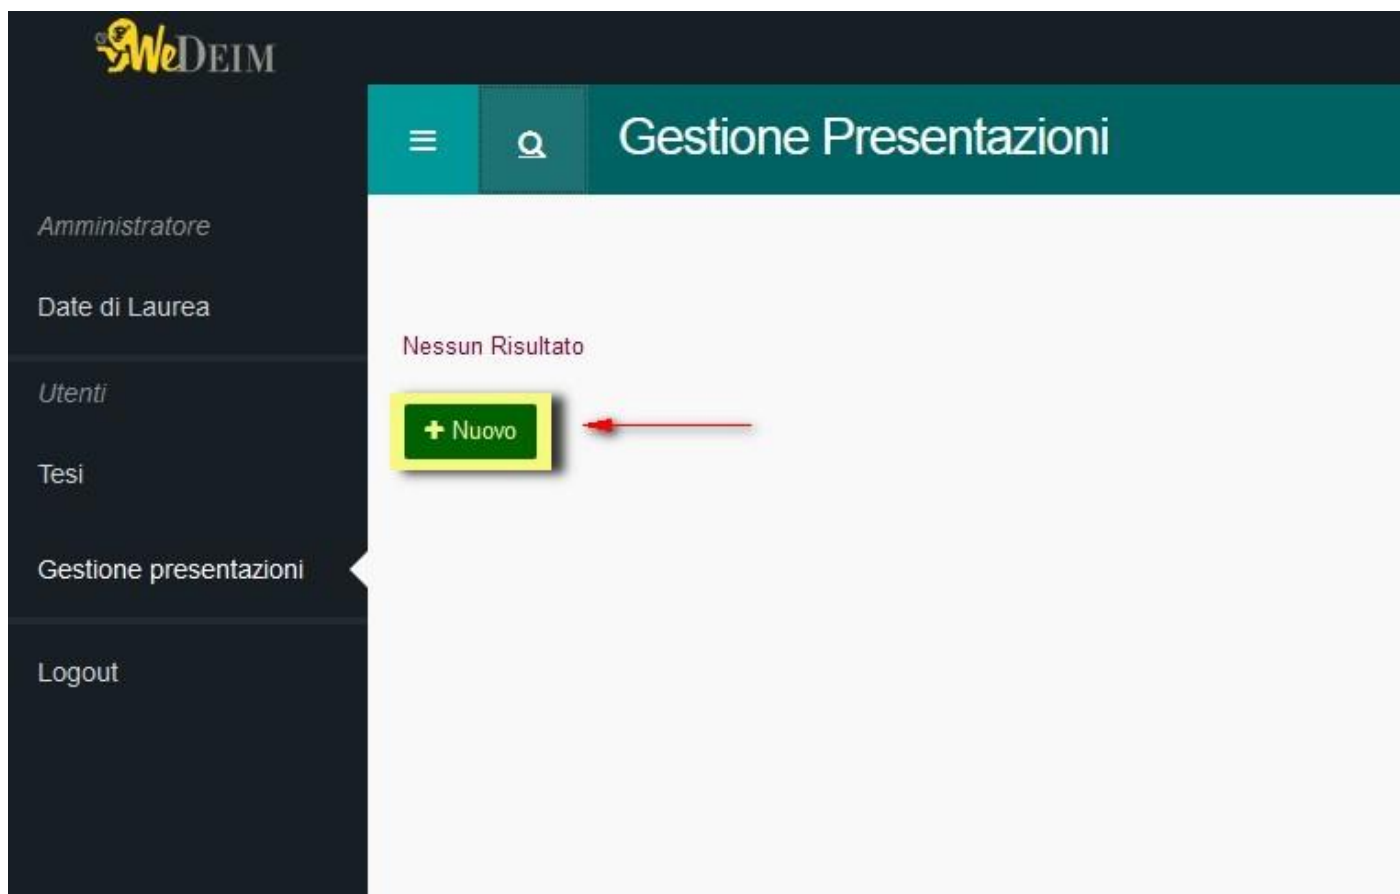 WeDEIM
Gestione Presentazioni
Amministratore
Date di Laurea
Utenti
Tesi
Gestione presentazioni
Logout
Nessun Risultato
+ Nuovo